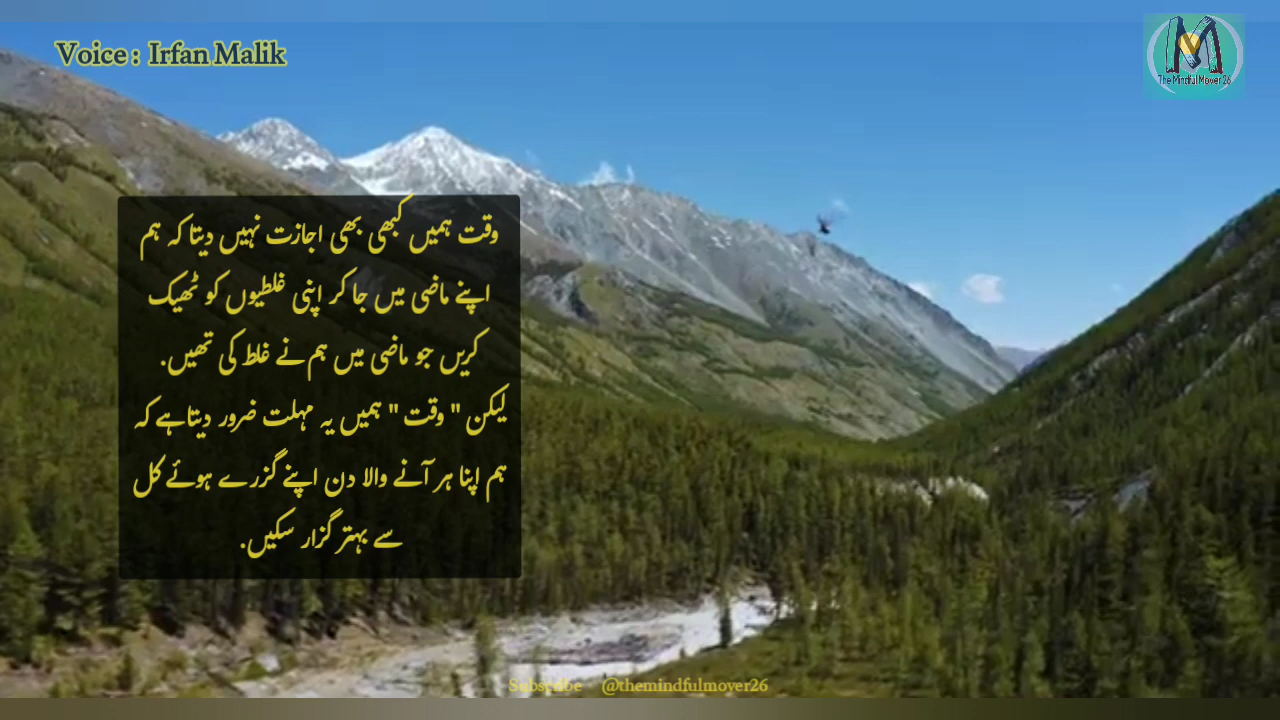 Voice : Irfan Malik
The Mindful Mover 26
وقت ہمیں کبھی بھی اجازت نہیں دیتا کہ ہم
اپنے ماضی میں جا کر اپنی غلطیوں کو ٹھیک
کریں جو ماضی میں ہم نے غلط کی تھیں.
لیکن " وقت " ہمیں یہ مہلت ضرور دیتا ہے کہ
ہم اپنا ہر آنے والا دن اپنے گزرے ہوئے کل
سے بہتر گزار سکیں.
Subscribe @themindfulmover26